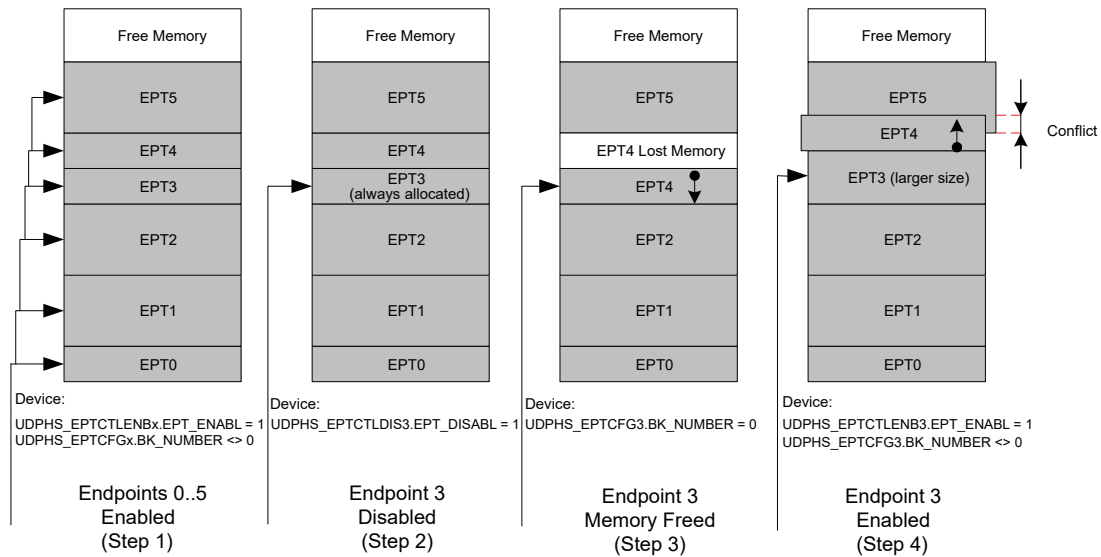 Free Memory
EPT5
EPT4
EPT3
EPT2
EPT1
EPT0
Device:
UDPHS_EPTCTLENBx.EPT_ENABL = 1
UDPHS_EPTCFGx.BK_NUMBER <> 0
Endpoints 0..5
Enabled
(Step 1)
Free Memory
EPT5
EPT4
EPT3
(always allocated)
EPT2
EPT1
EPT0
Device:
UDPHS_EPTCTLDIS3.EPT_DISABL = 1
Endpoint 3
Disabled
(Step 2)
Free Memory
EPT5
EPT4 Lost Memory
EPT4
EPT2
EPT1
EPT0
Device:
UDPHS_EPTCFG3.BK_NUMBER = 0
Endpoint 3
Memory Freed
(Step 3)
Free Memory
EPT5
EPT4
Conflict
EPT3 (larger size)
EPT2
EPT1
EPT0
Device:
UDPHS_EPTCTLENB3.EPT_ENABL = 1
UDPHS_EPTCFG3.BK_NUMBER <> 0
Endpoint 3
Enabled
(Step 4)